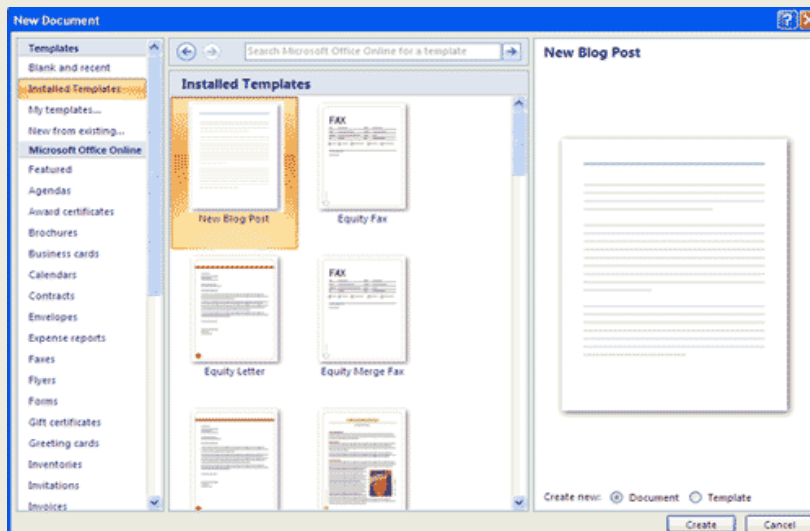 New Document
Templates
Blank and recent
Installed Templates
My templates...
New from existing...
Microsoft Office Online
Featured
Agendas
Award certificates
Brochures
Business cards
Calendars
Contracts
Envelopes
Expense reports
Faxes
Flyers
Forms
Gift certificates
Greeting cards
Inventories
Invitations
Invoices
Search Microsoft Office Online for a template
Installed Templates
New Blog Post
FAX
Equity Fax
Equity Letter
FAX
Equity Merge Fax
New Blog Post
Create new: Document Template
Create Cancel